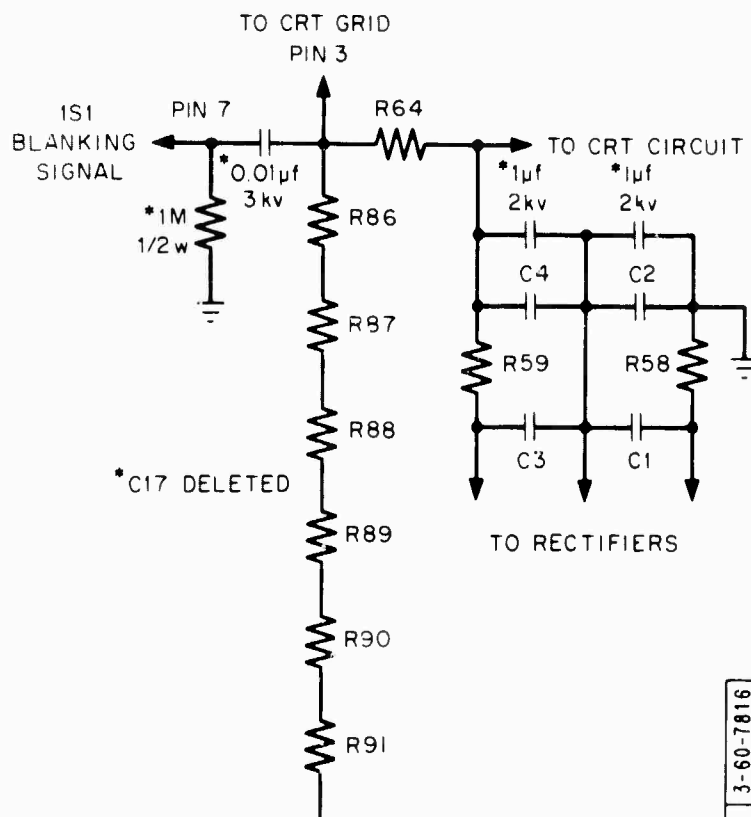 TO CRT GRID
PIN 3
1S1
BLANKING
SIGNAL
PIN 7
R64
TO CRT CIRCUIT
*0.01µf
3kv
*1M
1/2w
*1µf
2kv
*1µf
2kv
R86
C4
C2
R87
R59
R58
R88
C3
C1
*C17 DELETED
R89
TO RECTIFIERS
R90
R91
3-60-7816